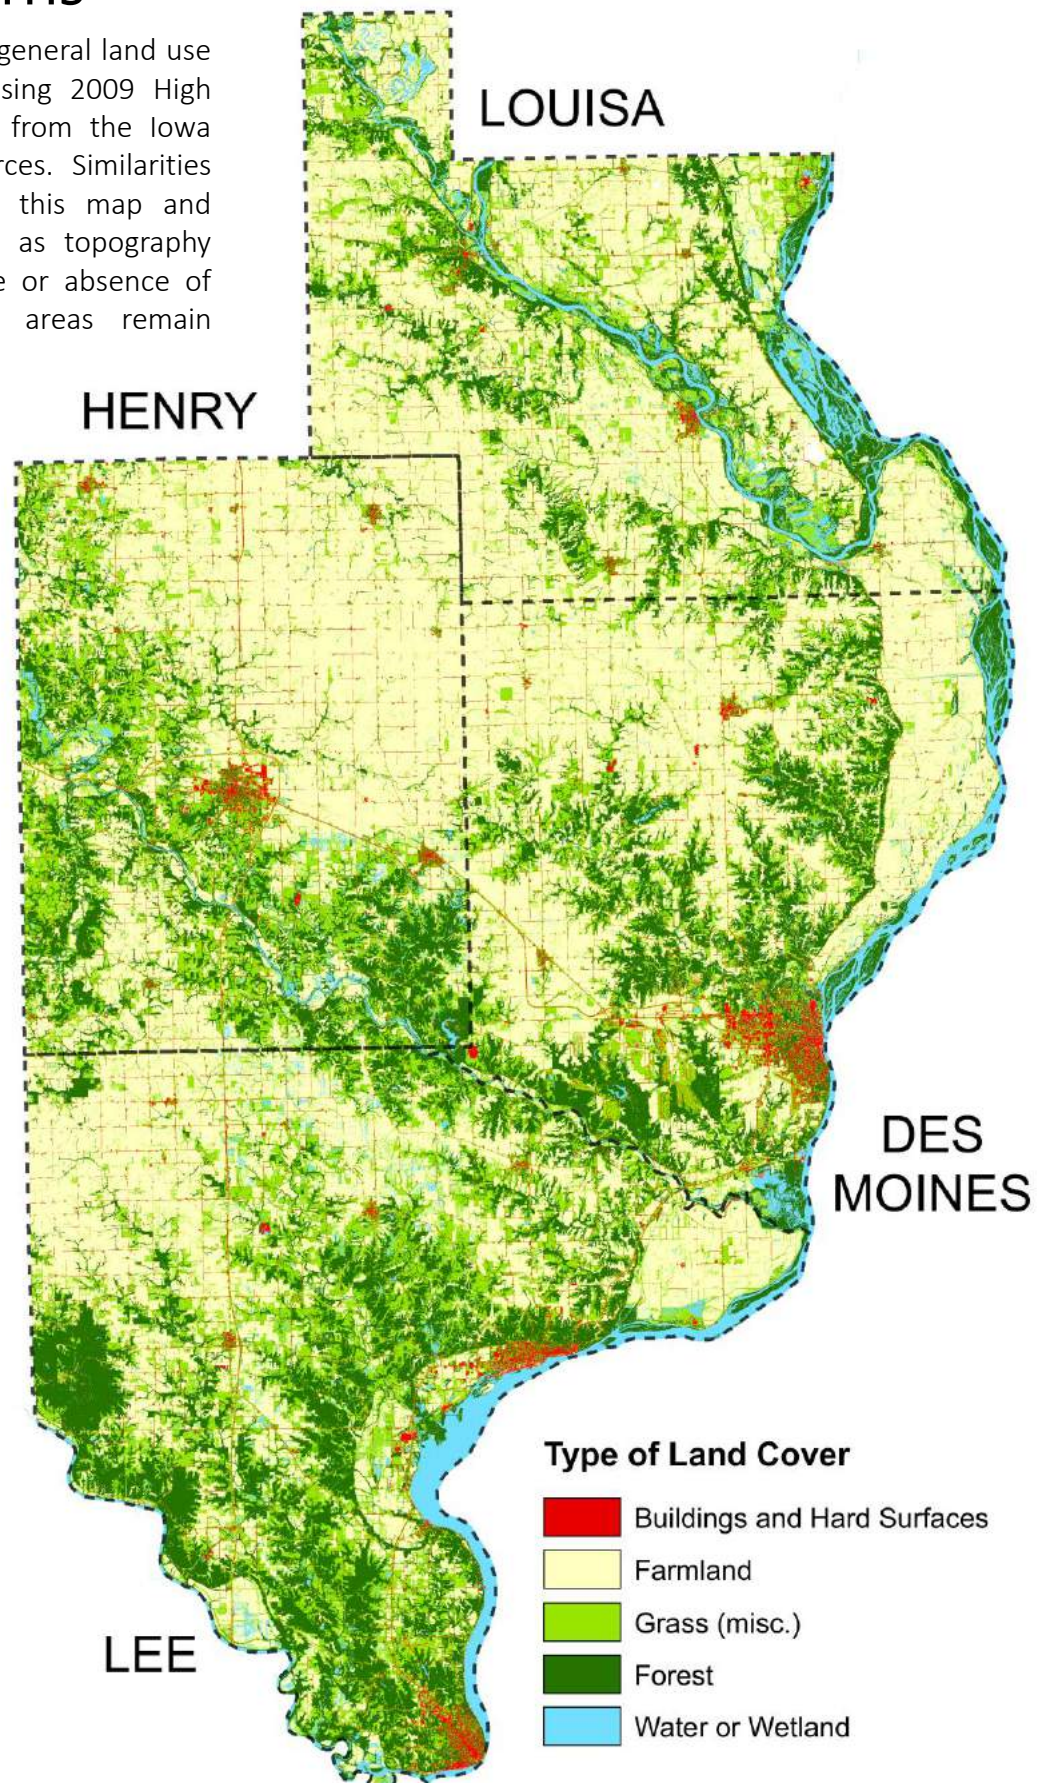 general land use
sing 2009 High
from the Iowa
rces. Similarities
this map and
as topography
e or absence of
areas remain
LOUISA
HENRY
DES
MOINES
LEE
Type of Land Cover
Buildings and Hard Surfaces
Farmland
Grass (misc.)
Forest
Water or Wetland